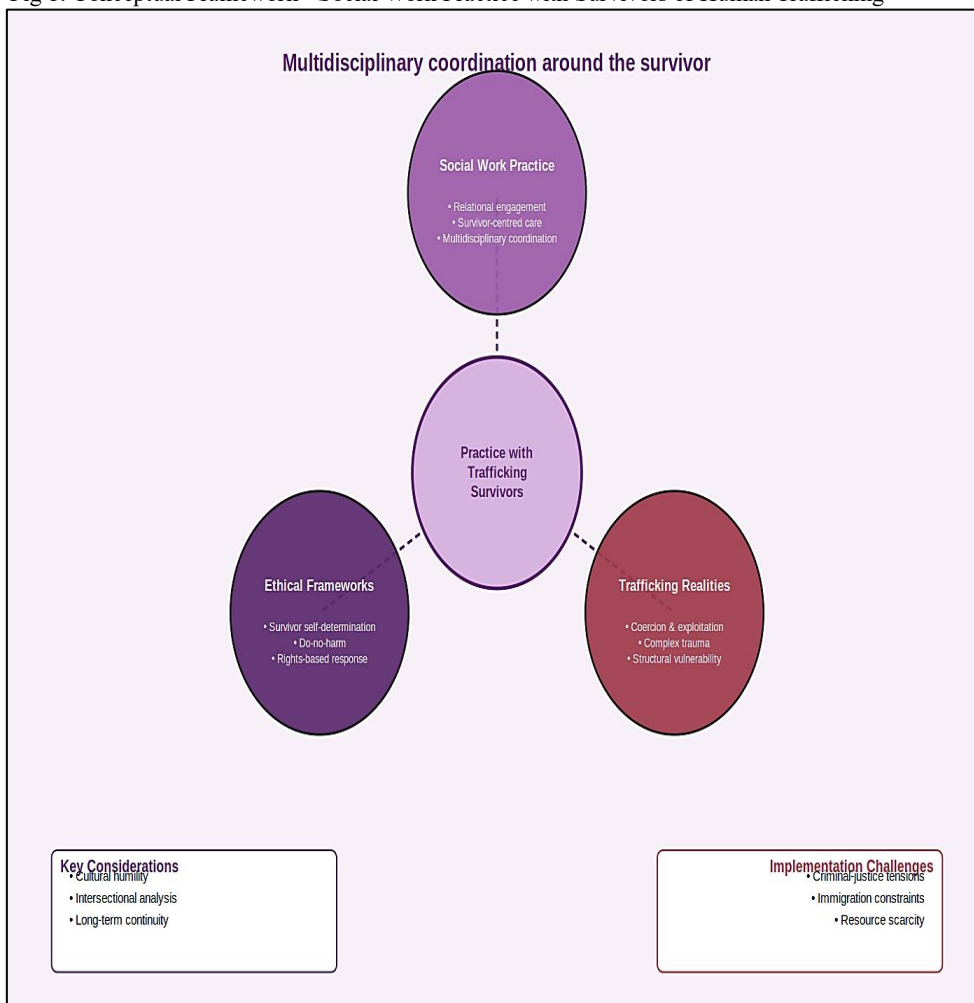 Fig 1: Conceptual Framework - Social Work Practice with Survivors of Human Trafficking
Multidisciplinary coordination around the survivor
Social Work Practice
• Relational engagement
• Survivor-centred care
• Multidisciplinary coordination
Practice with
Trafficking
Survivors
Ethical Frameworks
• Survivor self-determination
• Do-no-harm
• Rights-based response
Trafficking Realities
• Coercion & exploitation
• Complex trauma
• Structural vulnerability
Key Considerations
• Cultural humility
• Intersectional analysis
• Long-term continuity
Implementation Challenges
• Criminal-justice tensions
• Immigration constraints
• Resource scarcity